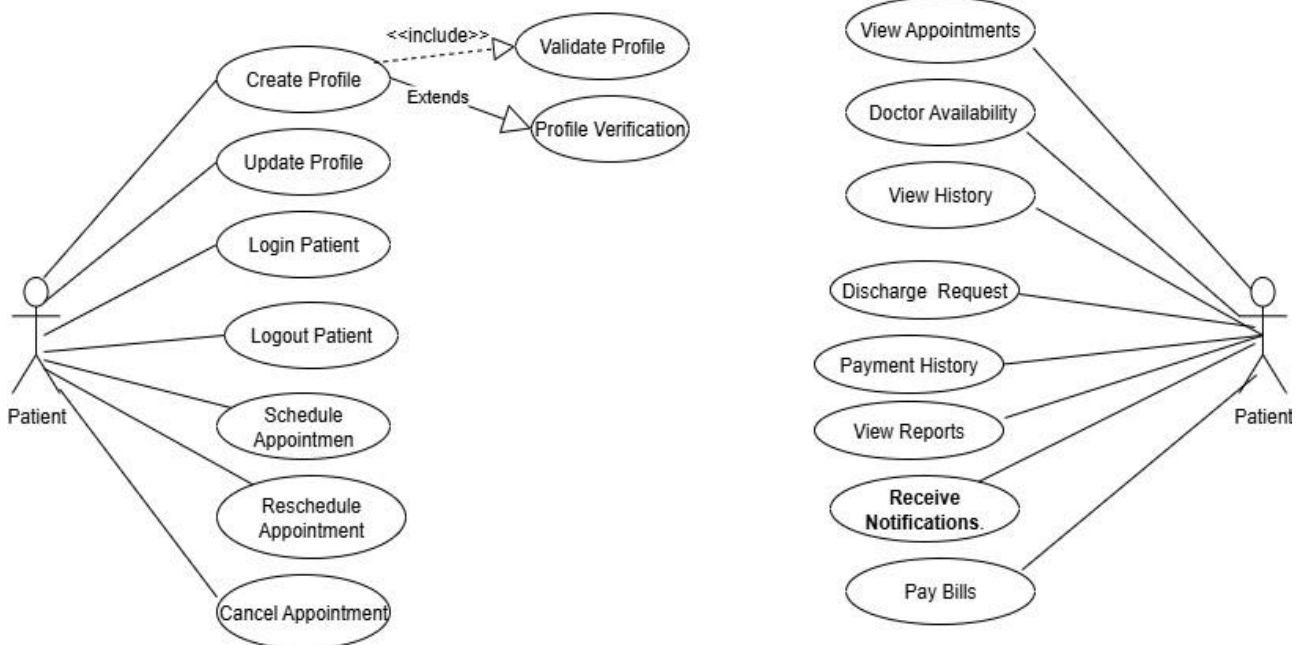 <<include>>
Validate Profile
Create Profile
Extends
Profile Verification
Update Profile
Login Patient
Logout Patient
Schedule
Appointmen
Reschedule
Appointment
Cancel Appointment
Patient
View Appointments
Doctor Availability
View History
Discharge Request
Payment History
View Reports
Receive
Notifications.
Pay Bills
Patient